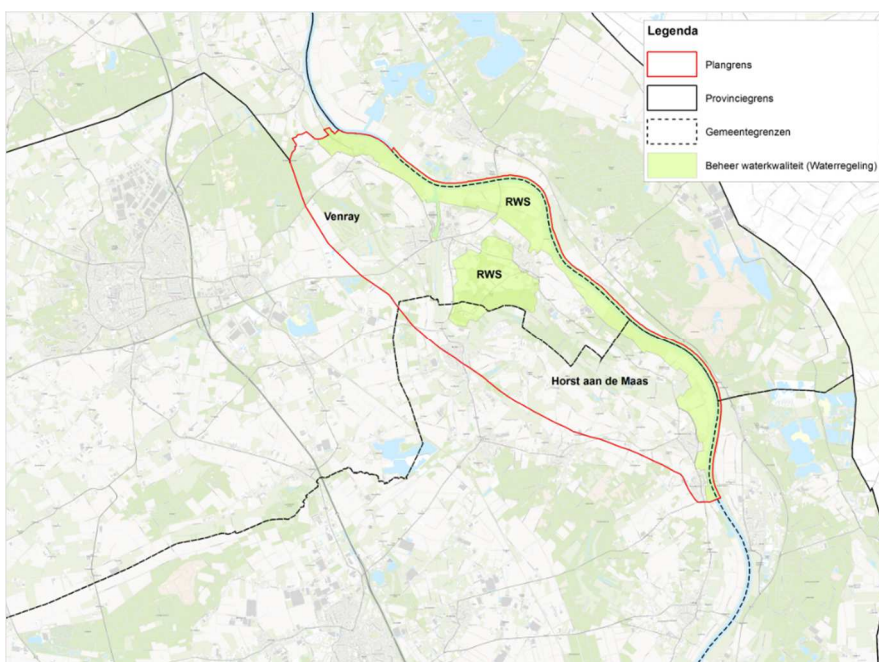 Legenda
Plangrens
Provinciegrens
Gemeentegrenzen
Beheer waterkwaliteit (Waterregeling)
RWS
Venray
RWS
Horst aan de Maas